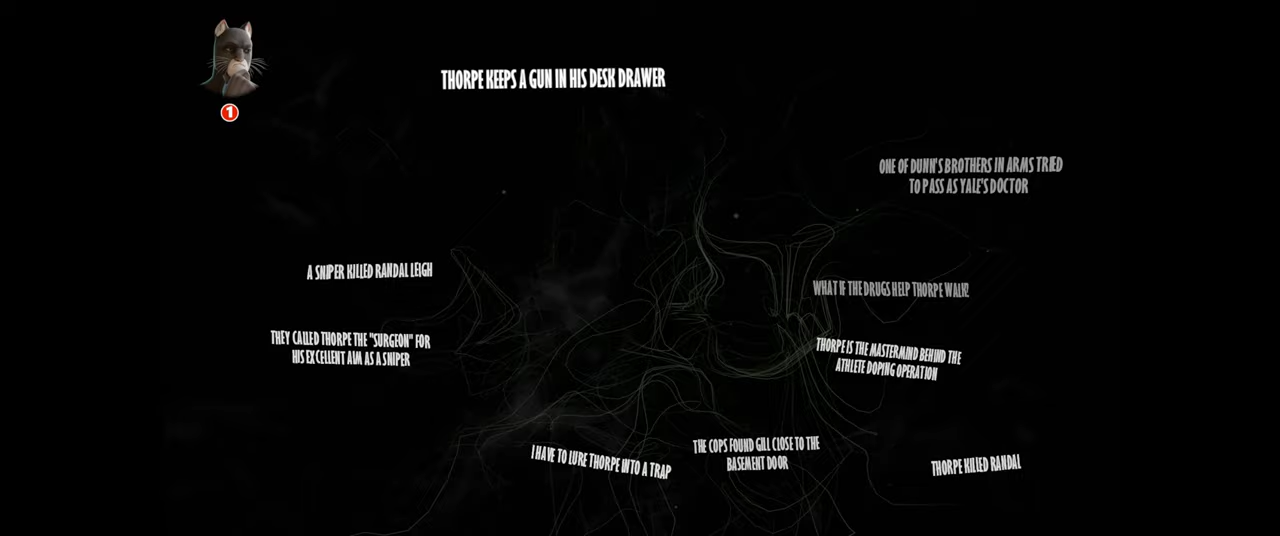 1
THORPE KEEPS A GUN IN HIS DESK DRAWER
ONE OF DUNN'S BROTHERS IN ARMS TRIED
TO PASS AS YALE'S DOCTOR
A SNIPER KILLED RANDAL LEIGH
WHAT IF THE DRUGS HELP THORPE WALK?
THEY CALLED THORPE THE "SURGEON" FOR
HIS EXCELLENT AIM AS A SNIPER
THORPE IS THE MASTERMIND BEHIND THE
ATHLETE DOPING OPERATION
I HAVE TO LURE THORPE INTO A TRAP
THE COPS FOUND GILL CLOSE TO THE
BASEMENT DOOR
THORPE KILLED RANDAL